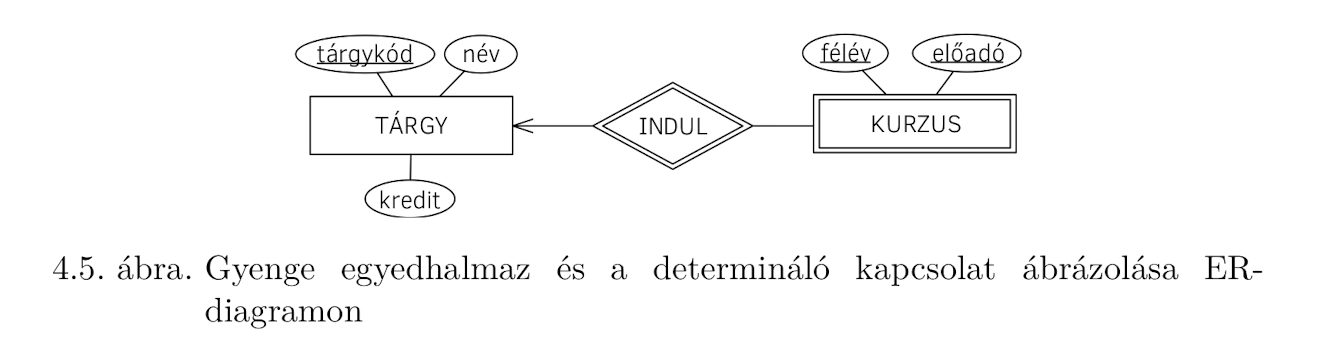 tárgykód név félév előadó
TÁRGY INDUL KURZUS
kredit
4.5. ábra. Gyenge egyedhalmaz és a determináló kapcsolat ábrázolása ER-
diagramon